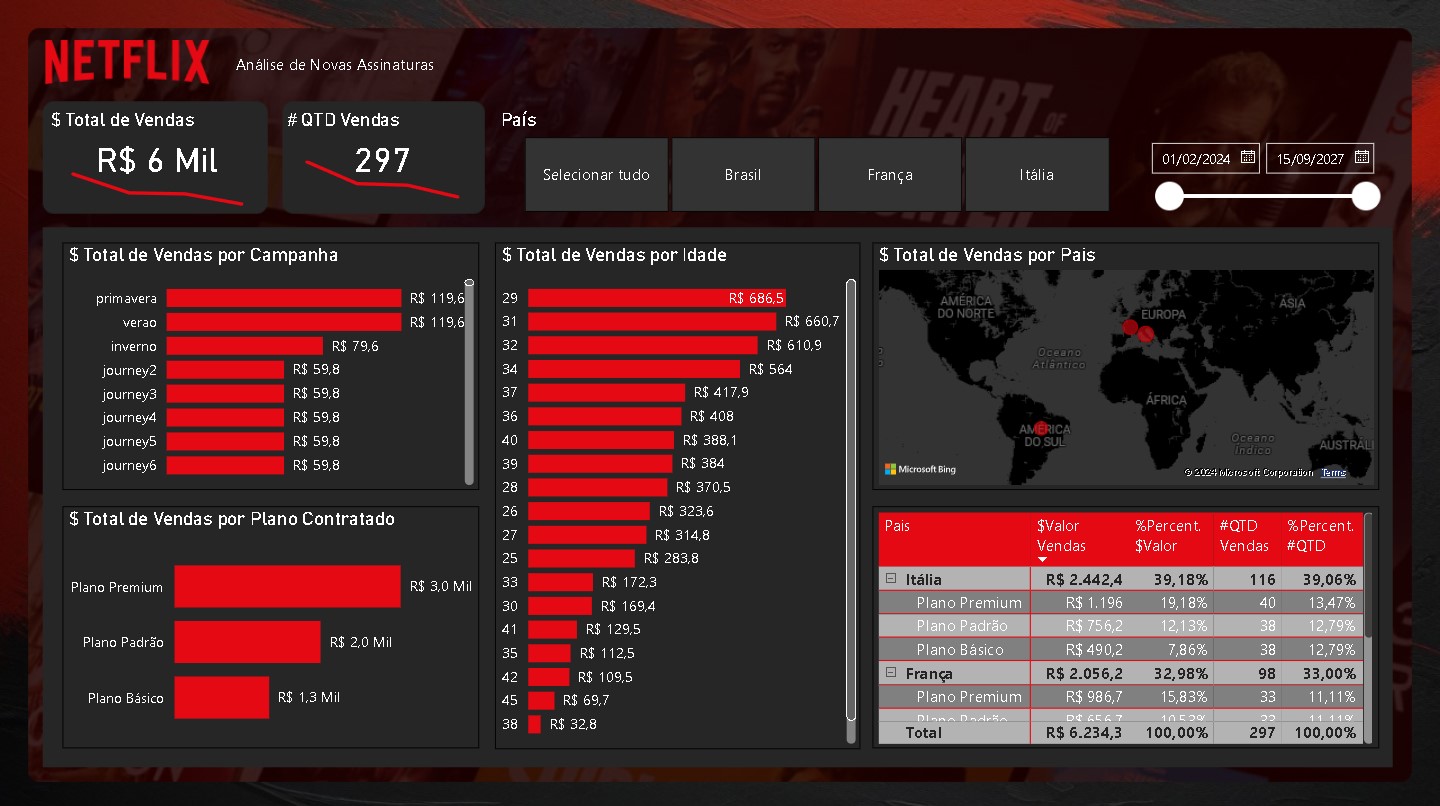 NETFLIX
Análise de Novas Assinaturas
HEART
OF
$ Total de Vendas
R$ 6 Mil
# QTD Vendas
297
País
Selecionar tudo
Brasil
França
Itália
01/02/2024
15/09/2027
$ Total de Vendas por Campanha
primavera R$ 119,6
verao R$ 119,6
inverno R$ 79,6
journey2 R$ 59,8
journey3 R$ 59,8
journey4 R$ 59,8
journey5 R$ 59,8
journey6 R$ 59,8
$ Total de Vendas por Plano Contratado
Plano Premium R$ 3,0 Mil
Plano Padrão R$ 2,0 Mil
Plano Básico R$ 1,3 Mil
$ Total de Vendas por Idade
29 R$ 686,5
31 R$ 660,7
32 R$ 610,9
34 R$ 564
37 R$ 417,9
36 R$ 408
40 R$ 388,1
39 R$ 384
28 R$ 370,5
26 R$ 323,6
27 R$ 314,8
25 R$ 283,8
33 R$ 172,3
30 R$ 169,4
41 R$ 129,5
35 R$ 112,5
42 R$ 109,5
45 R$ 69,7
38 R$ 32,8
$ Total de Vendas por Pais
AMÉRICA
DO NORTE
EUROPA
ÁSIA
Oceano
Atlântico
ÁFRICA
AMÉRICA
DO SUL
Oceano
Índico
AUSTRÁLI
Microsoft Bing
© 2024 Microsoft Corporation Terms
Pais $Valor Vendas %Percent. $Valor #QTD Vendas %Percent. #QTD
Itália R$ 2.442,4 39,18% 116 39,06%
Plano Premium R$ 1.196 19,18% 40 13,47%
Plano Padrão R$ 756,2 12,13% 38 12,79%
Plano Básico R$ 490,2 7,86% 38 12,79%
França R$ 2.056,2 32,98% 98 33,00%
Plano Premium R$ 986,7 15,83% 33 11,11%
Plano Padrão R$ 656,7 10,53% 33 11,11%
Total R$ 6.234,3 100,00% 297 100,00%